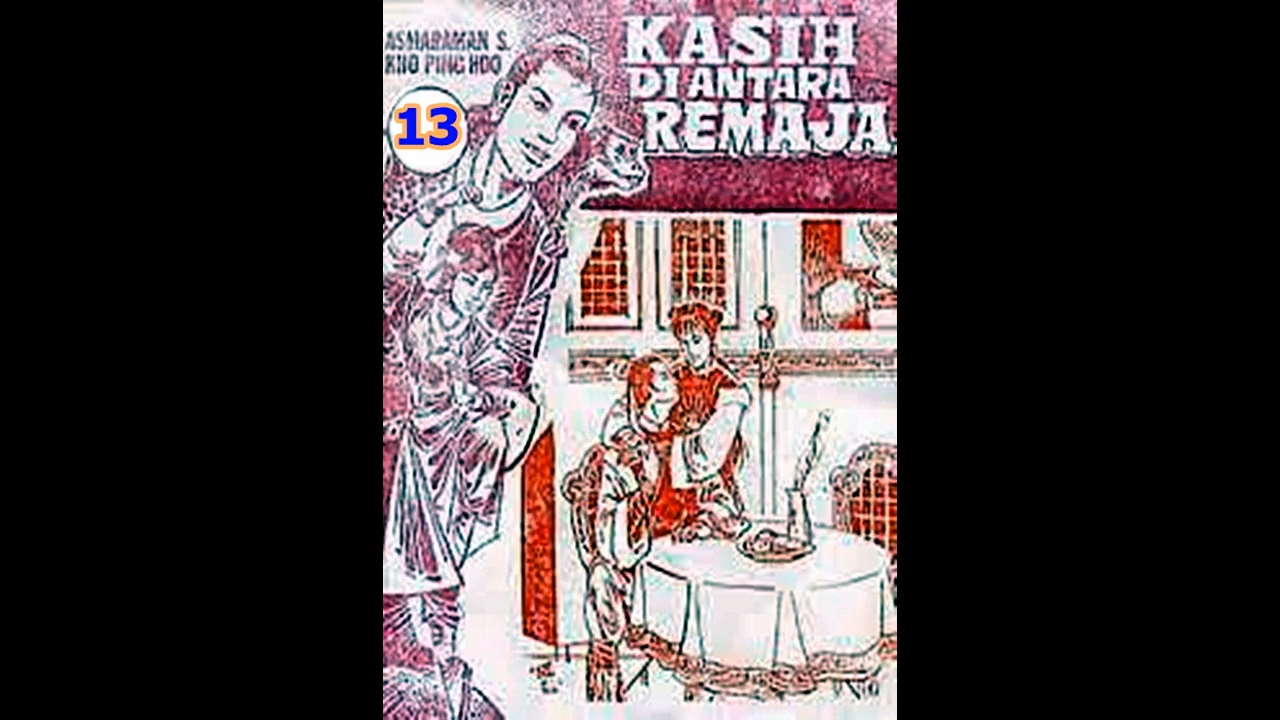 ASMARAMAN S.
KHO PING HOO
13
KASIH
DI ANTARA
REMAJA